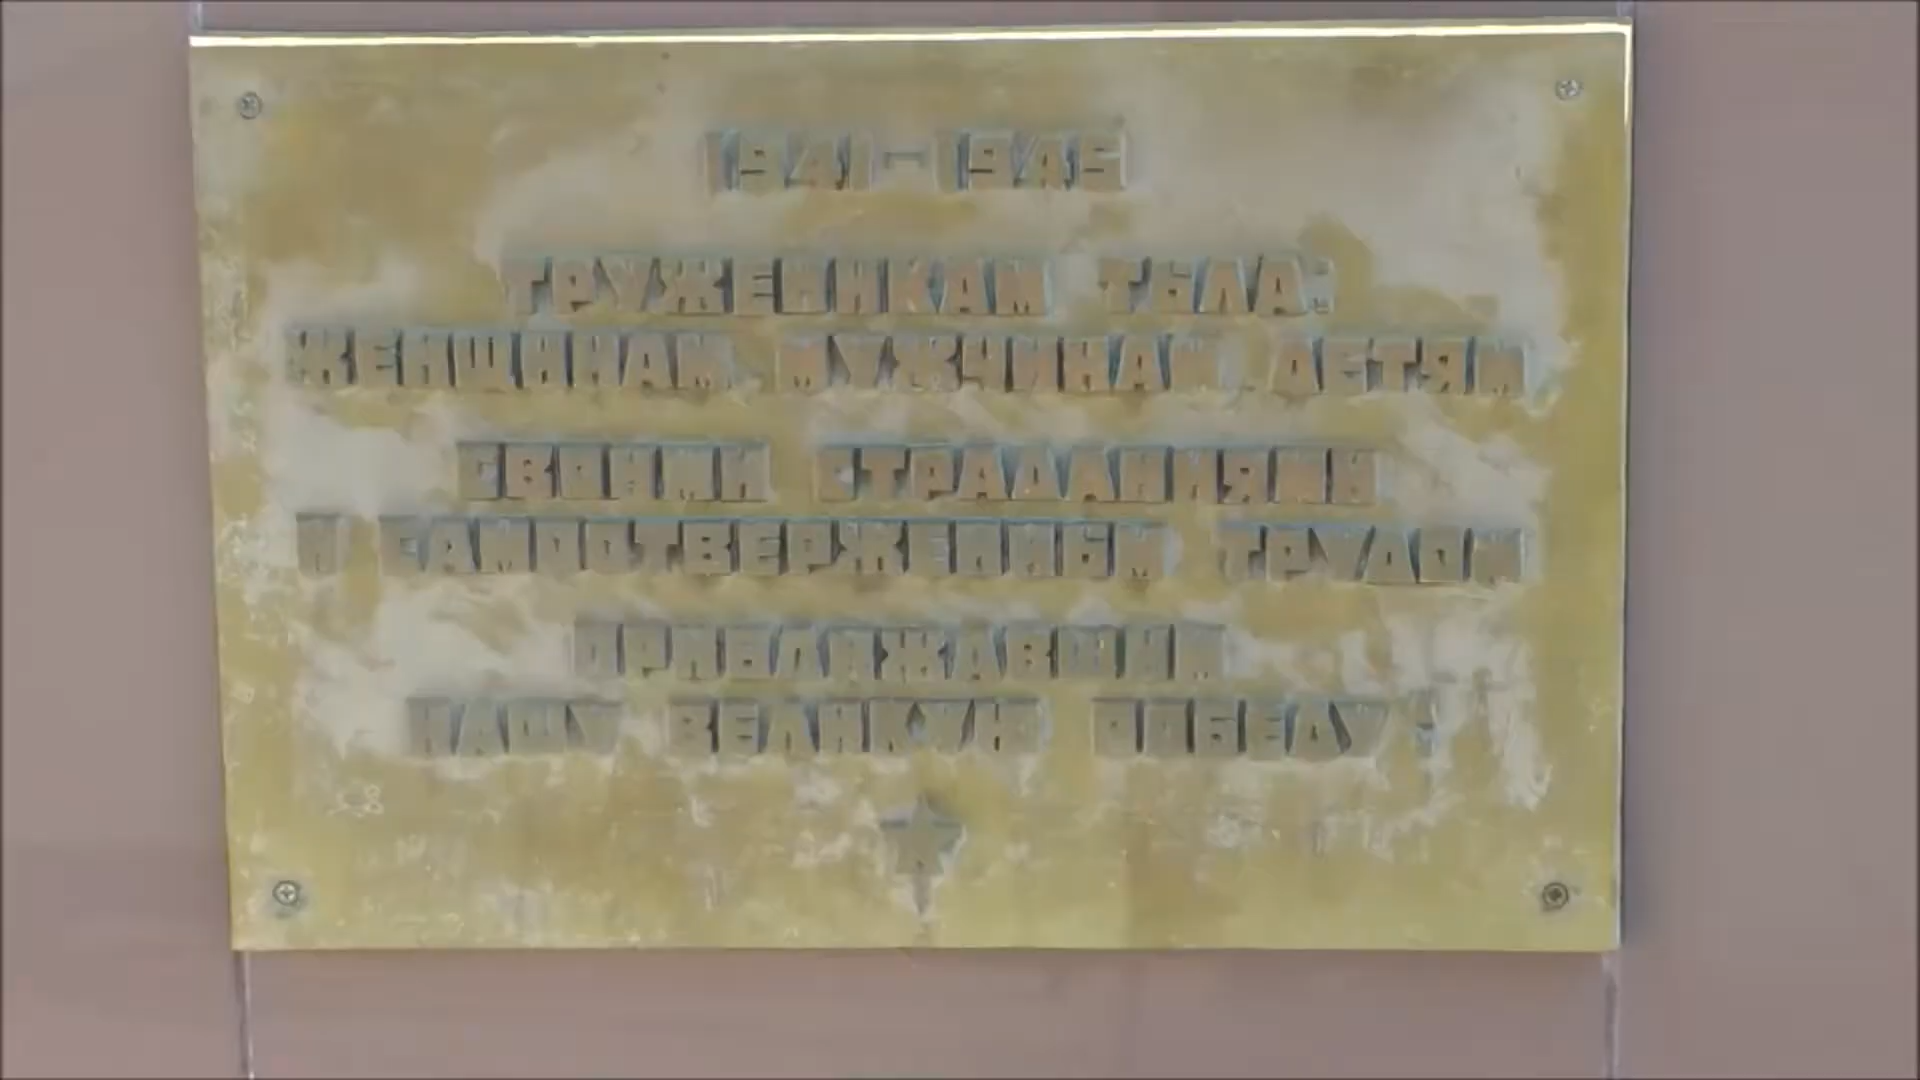 1941-1945
ТРУЖЕНИКАМ ТЫЛА:
ЖЕНЩИНАМ, МУЖЧИНАМ, ДЕТЯМ
СВОИМИ СТРАДАНИЯМИ
И САМООТВЕРЖЕННЫМ ТРУДОМ
ПРИБЛИЖАВШИМ
НАШУ ВЕЛИКУЮ ПОБЕДУ!